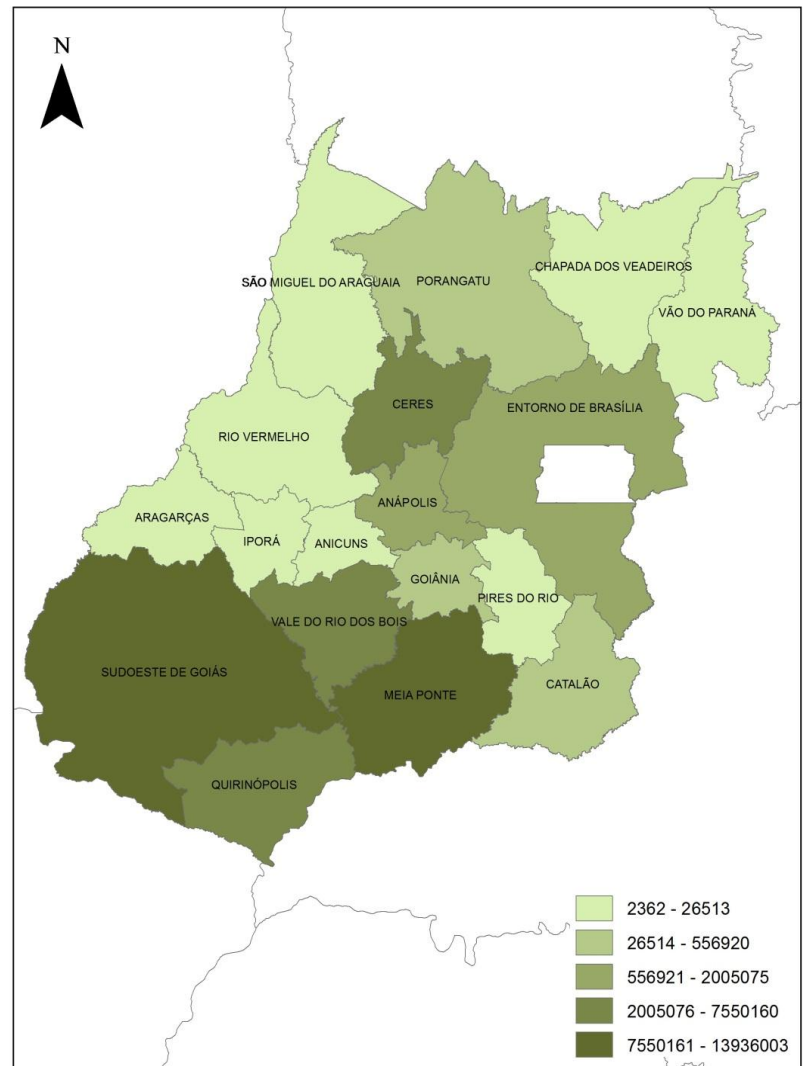 N
SÃO MIGUEL DO ARAGUAIA
PORANGATU
CHAPADA DOS VEADEIROS
VÃO DO PARANÁ
CERES
ENTORNO DE BRASÍLIA
RIO VERMELHO
ANÁPOLIS
ARAGARÇAS
IPORÁ
ANICUNS
GOIÂNIA
PIRES DO RIO
VALE DO RIO DOS BOIS
SUDOESTE DE GOIÁS
MEIA PONTE
CATALÃO
QUIRINÓPOLIS
2362 - 26513
26514 - 556920
556921 - 2005075
2005076 - 7550160
7550161 - 13936003